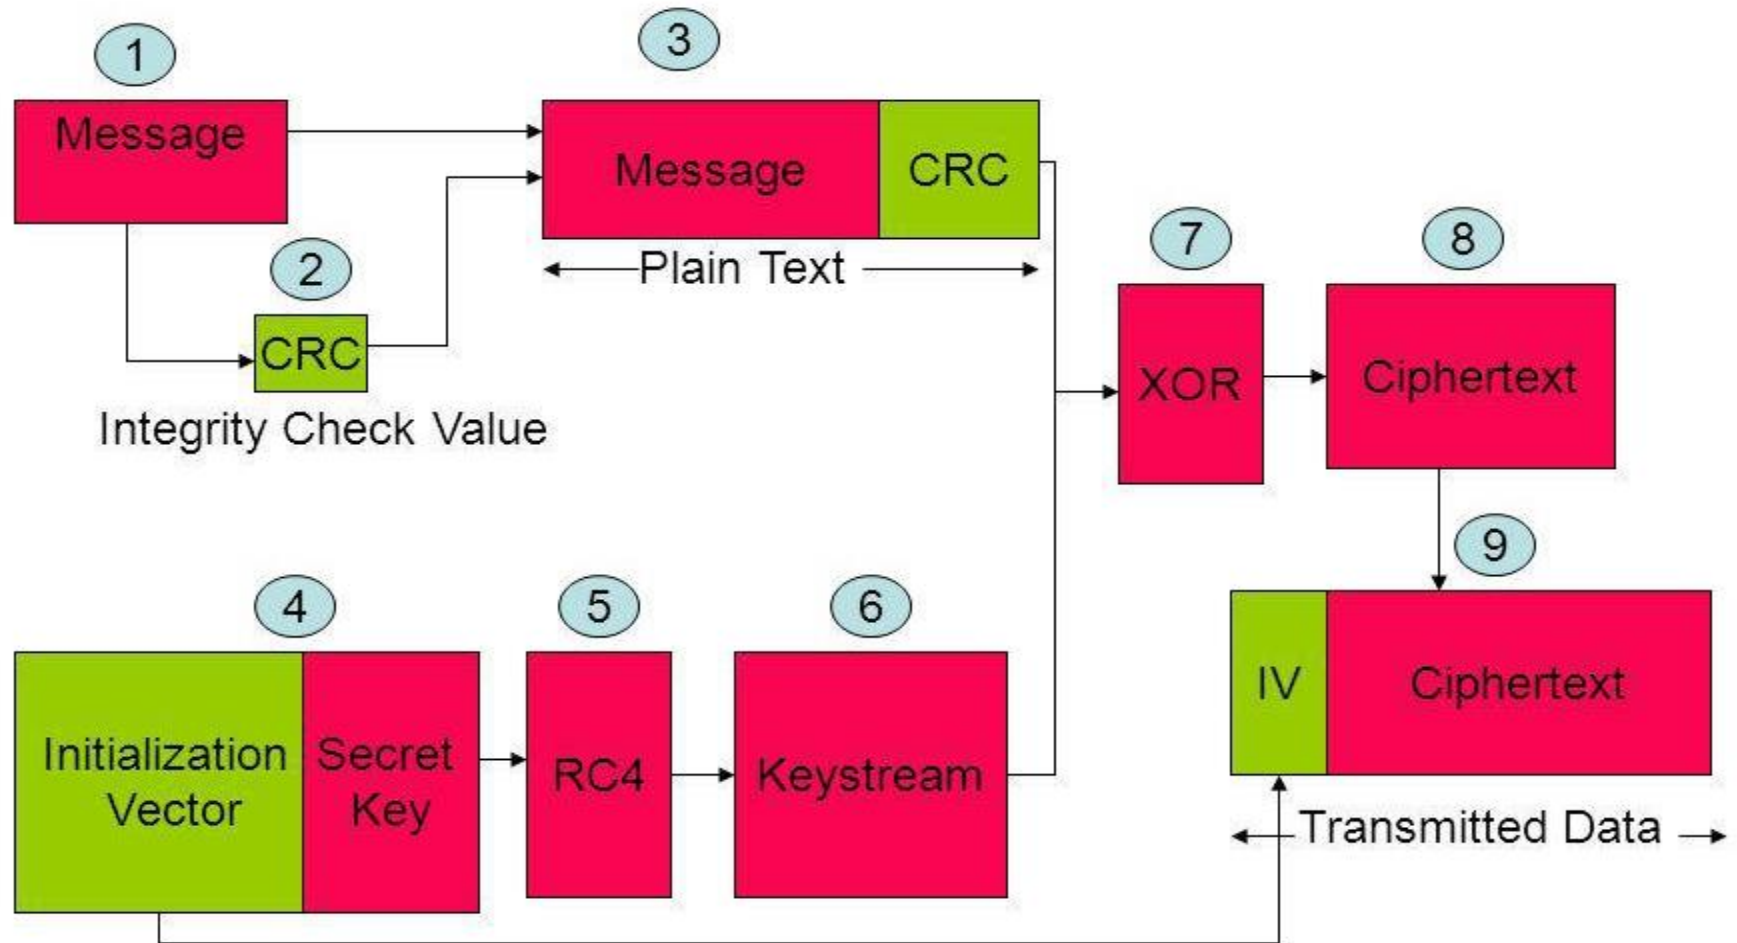 1
Message
2
CRC
Integrity Check Value
3
Message
CRC
Plain Text
4
Initialization
Vector
Secret
Key
5
RC4
6
Keystream
7
XOR
8
Ciphertext
9
IV
Ciphertext
Transmitted Data